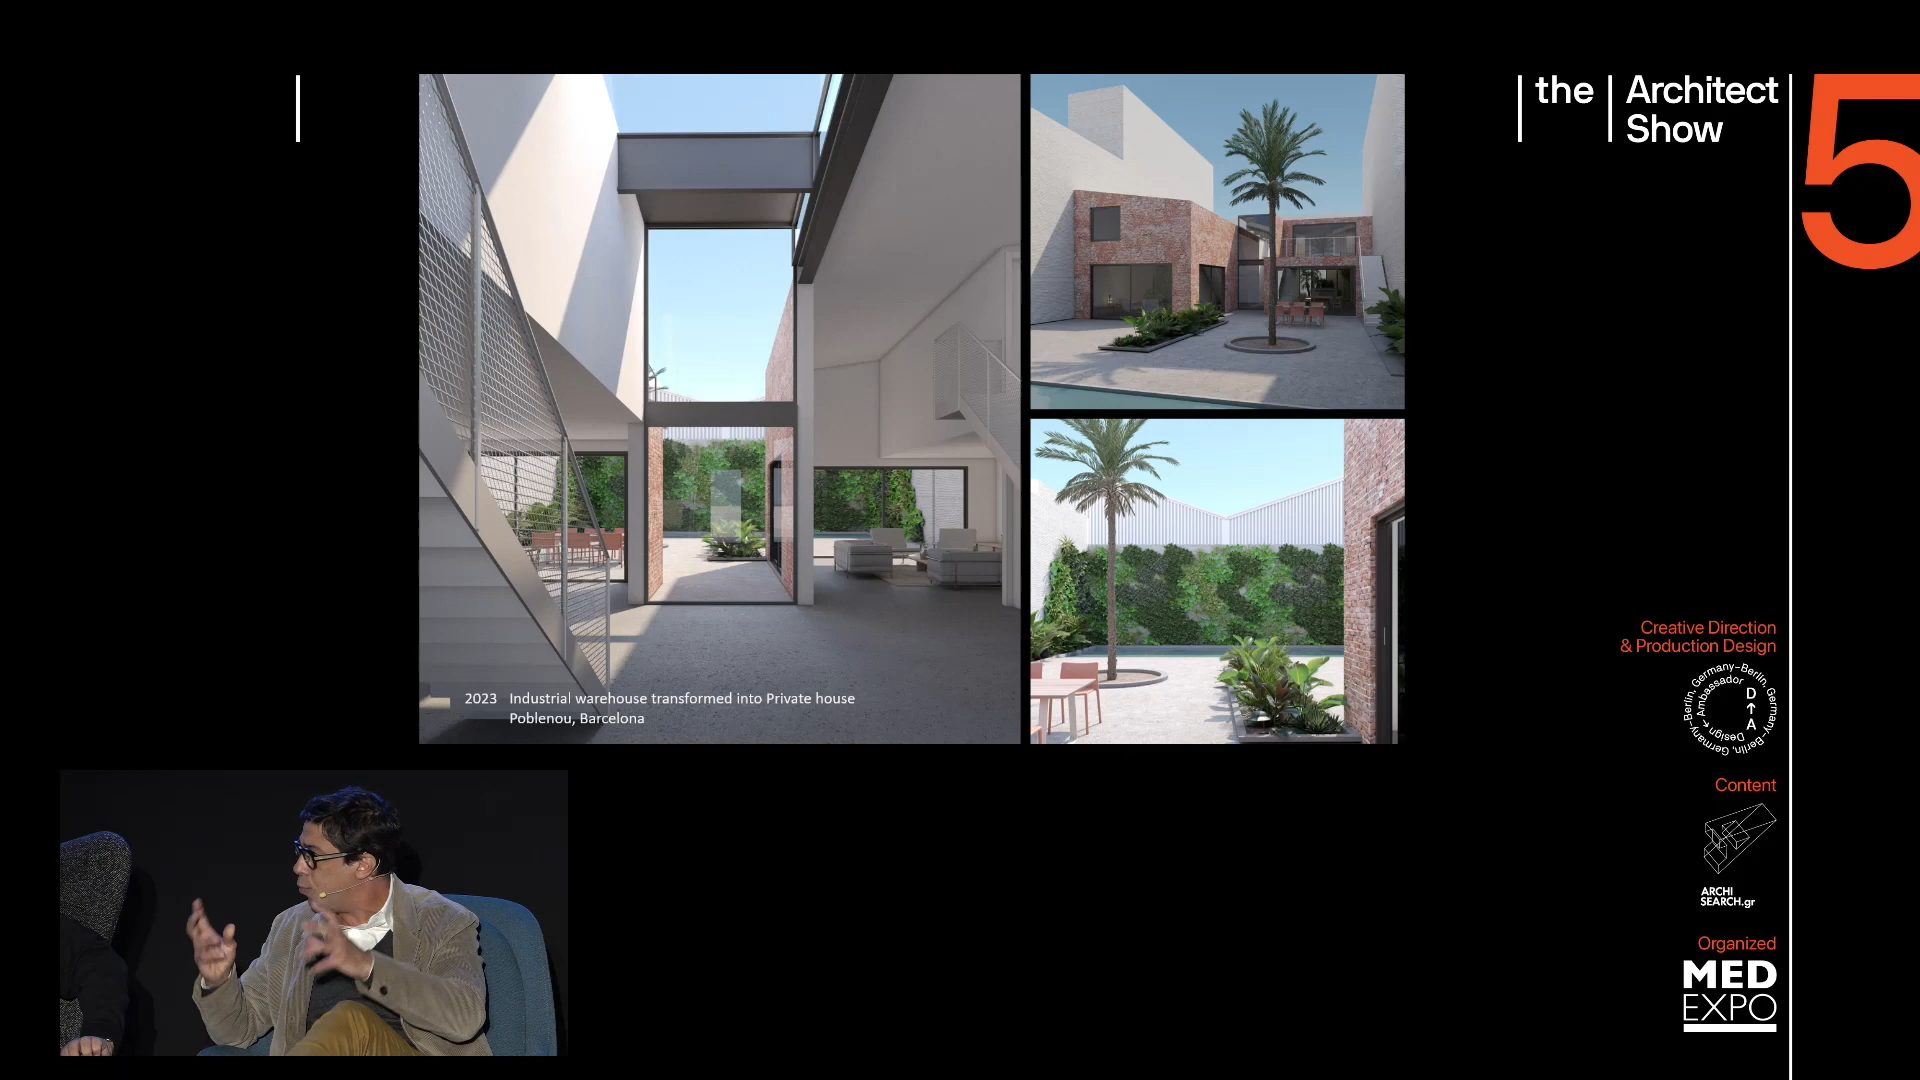 the
Architect
Show
5
2023 Industrial warehouse transformed into Private house
Poblenou, Barcelona
Creative Direction
& Production Design
Berlin, Germany–Berlin, Germany–Berlin, Germany–
Ambassador
Design
D↑A
Content
ARCHI
SEARCH.gr
Organized
MED
EXPO